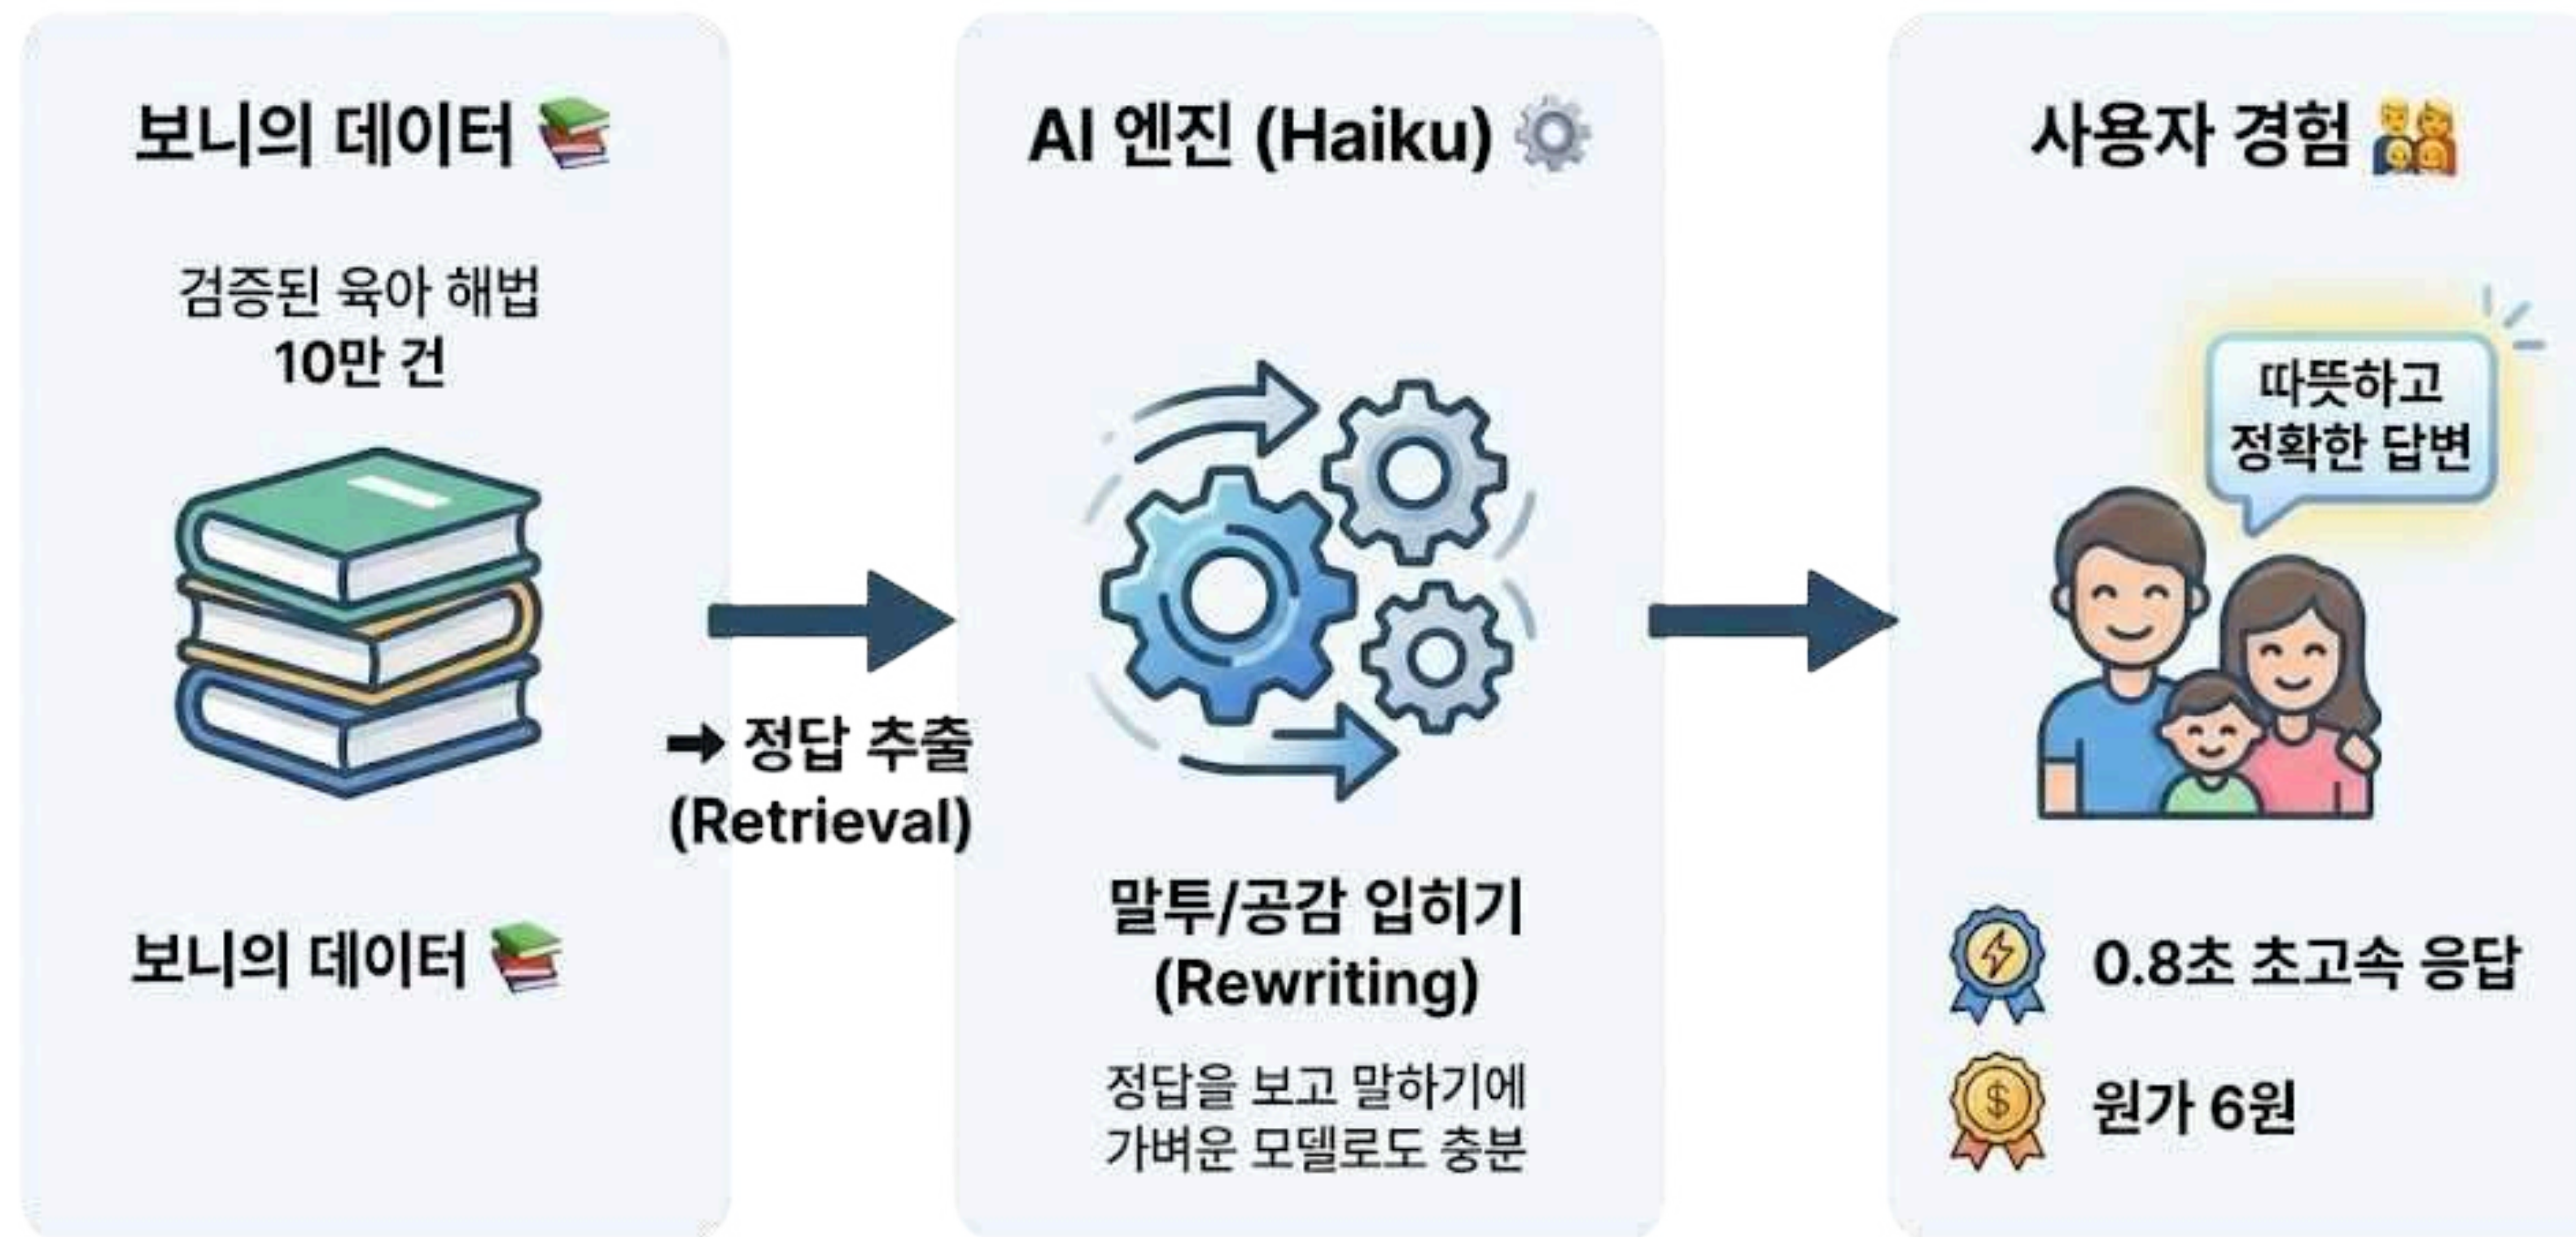 보니의 데이터 📚
검증된 육아 해법
10만 건
보니의 데이터 📚
➡ 정답 추출
(Retrieval)
AI 엔진 (Haiku) ⚙️
말투/공감 입히기
(Rewriting)
정답을 보고 말하기에
가벼운 모델로도 충분
사용자 경험 👨‍👩‍👧‍👦
따뜻하고
정확한 답변
0.8초 초고속 응답
$
원가 6원